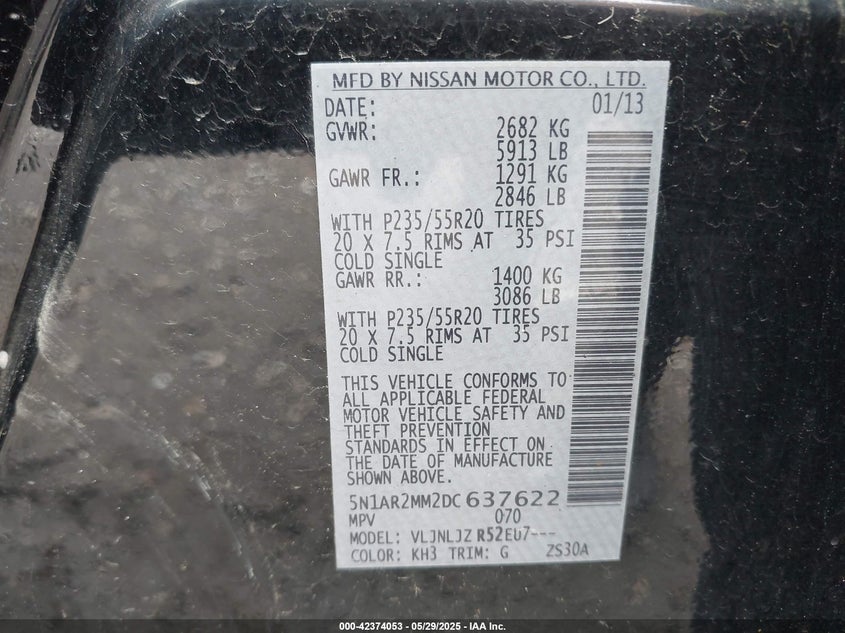 MFD BY NISSAN MOTOR CO., LTD.
DATE: 01/13
GVWR: 2682 KG
5913 LB
GAWR FR.: 1291 KG
2846 LB
WITH P235/55R20 TIRES
20 X 7.5 RIMS AT 35 PSI
COLD SINGLE
GAWR RR.: 1400 KG
3086 LB
WITH P235/55R20 TIRES
20 X 7.5 RIMS AT 35 PSI
COLD SINGLE
THIS VEHICLE CONFORMS TO
ALL APPLICABLE FEDERAL
MOTOR VEHICLE SAFETY AND
THEFT PREVENTION
STANDARDS IN EFFECT ON
THE DATE OF MANUFACTURE
SHOWN ABOVE.
5N1AR2MM2DC 637622
MPV 070
MODEL: VLJNLJZ R52EU7---
COLOR: KH3 TRIM: G ZS30A
000-42374053 - 05/29/2025 - IAA Inc.